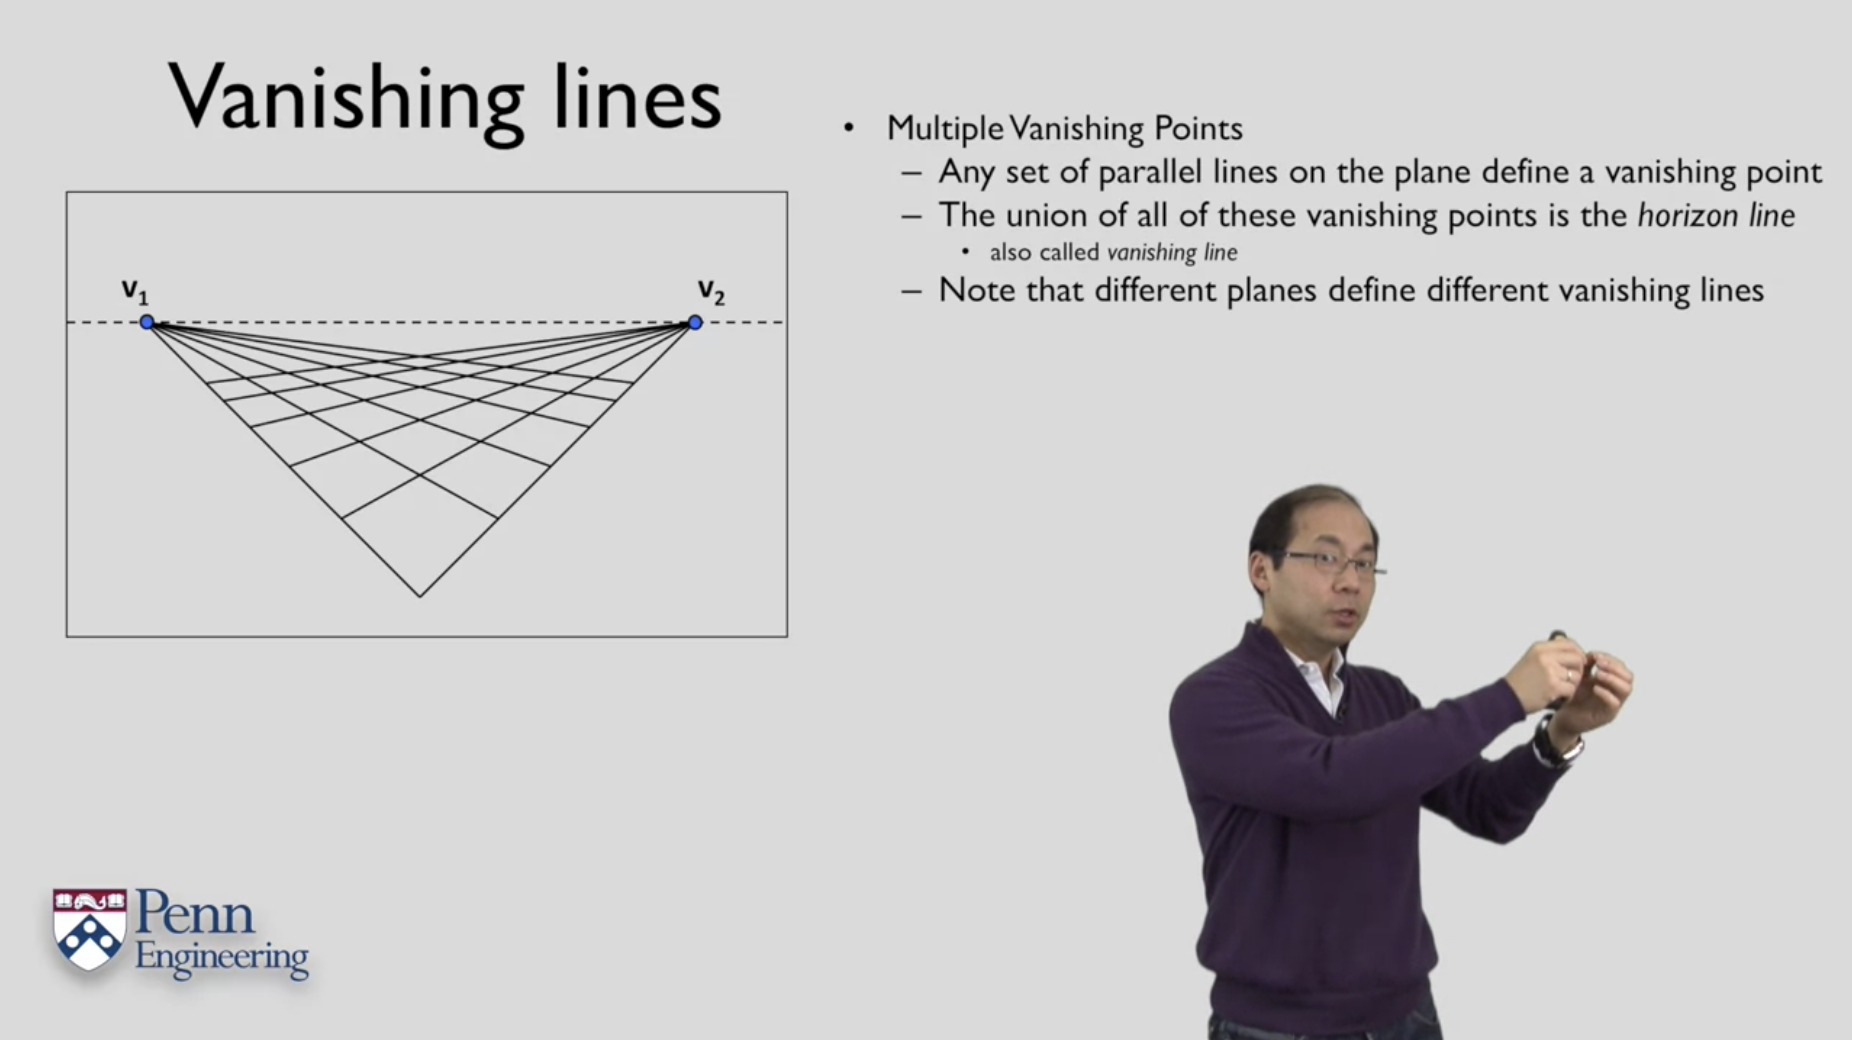 Vanishing lines
• Multiple Vanishing Points
– Any set of parallel lines on the plane define a vanishing point
– The union of all of these vanishing points is the horizon line
• also called vanishing line
– Note that different planes define different vanishing lines
v₁
v₂
Penn
Engineering